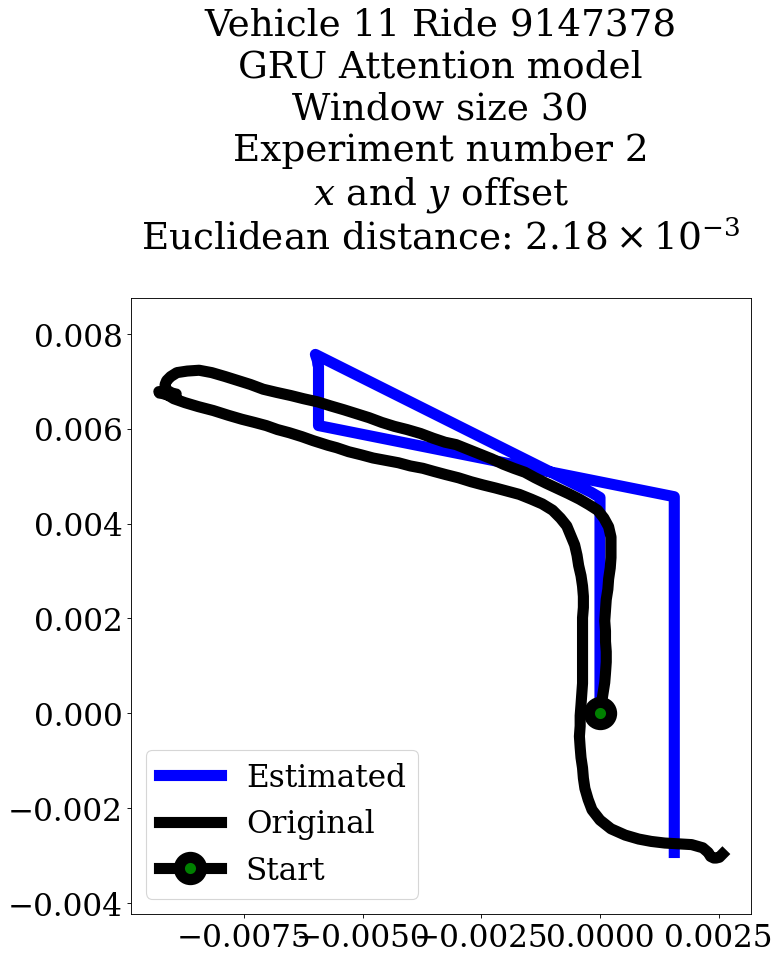 Vehicle 11 Ride 9147378
GRU Attention model
Window size 30
Experiment number 2
x and y offset
Euclidean distance: 2.18 × 10⁻³
0.008
0.006
0.004
0.002
0.000
−0.002
−0.004
Estimated
Original
Start
−0.0075 −0.0050 −0.0025 0.0000 0.0025